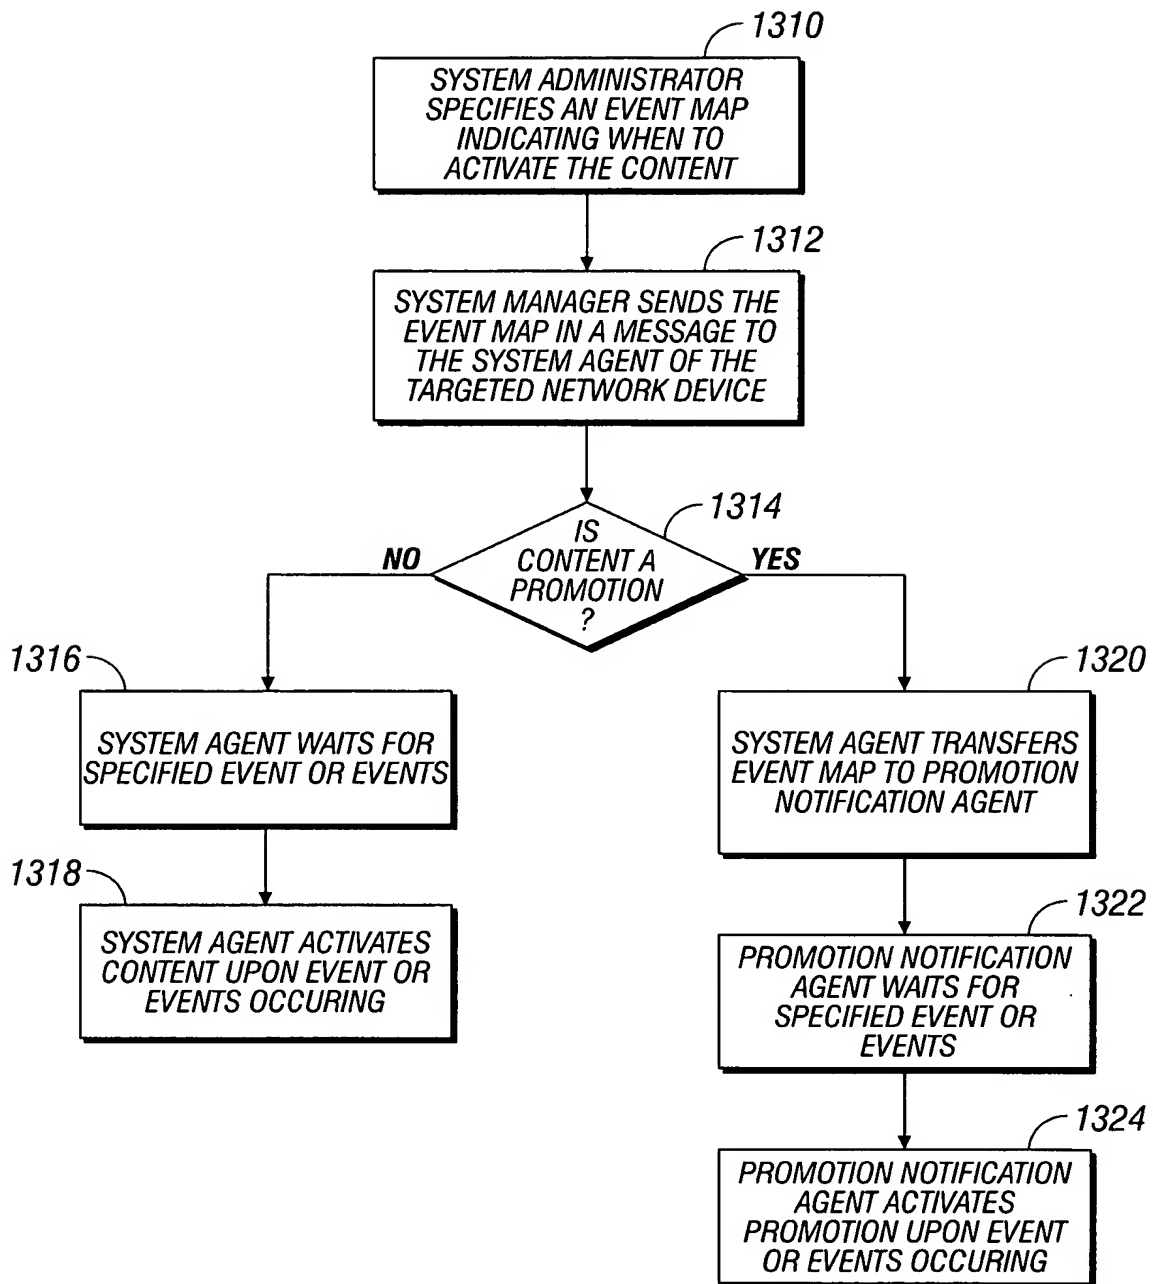 1310
SYSTEM ADMINISTRATOR
SPECIFIES AN EVENT MAP
INDICATING WHEN TO
ACTIVATE THE CONTENT
1312
SYSTEM MANAGER SENDS THE
EVENT MAP IN A MESSAGE TO
THE SYSTEM AGENT OF THE
TARGETED NETWORK DEVICE
1314
IS
CONTENT A
PROMOTION
?
NO
YES
1316
SYSTEM AGENT WAITS FOR
SPECIFIED EVENT OR EVENTS
1318
SYSTEM AGENT ACTIVATES
CONTENT UPON EVENT OR
EVENTS OCCURING
1320
SYSTEM AGENT TRANSFERS
EVENT MAP TO PROMOTION
NOTIFICATION AGENT
1322
PROMOTION NOTIFICATION
AGENT WAITS FOR
SPECIFIED EVENT OR
EVENTS
1324
PROMOTION NOTIFICATION
AGENT ACTIVATES
PROMOTION UPON EVENT
OR EVENTS OCCURING